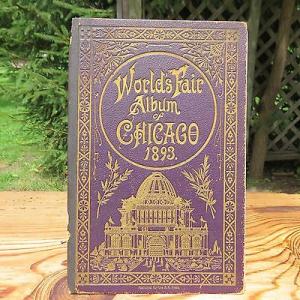 World's Fair
Album
of
CHICAGO
1893.